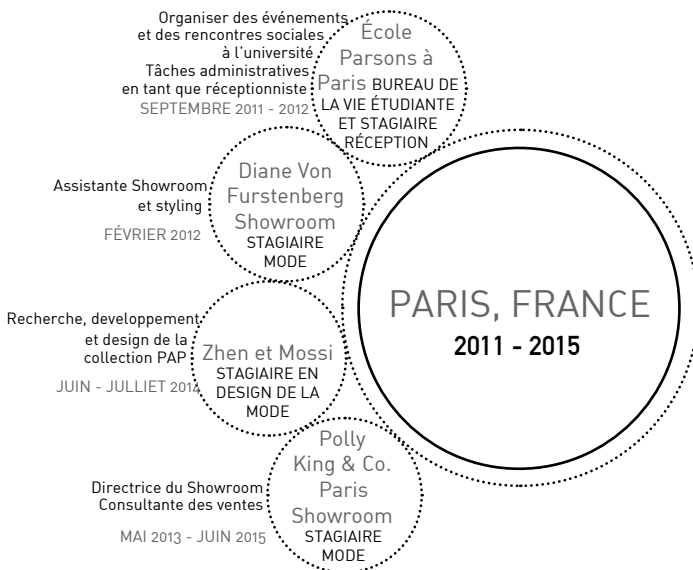 Organiser des événements
et des rencontres sociales
à l'université
Tâches administratives
en tant que réceptionniste
SEPTEMBRE 2011 - 2012
École
Parsons à
Paris BUREAU DE
LA VIE ÉTUDIANTE
ET STAGIAIRE
RÉCEPTION
Assistante Showroom
et styling
FÉVRIER 2012
Diane Von
Furstenberg
Showroom
STAGIAIRE
MODE
Recherche, developpement
et design de la
collection PAP
JUIN - JULLIET 2014
Zhen et Mossi
STAGIAIRE EN
DESIGN DE LA
MODE
Directrice du Showroom
Consultante des ventes
MAI 2013 - JUIN 2015
Polly
King & Co.
Paris
Showroom
STAGIAIRE
MODE
PARIS, FRANCE
2011 - 2015